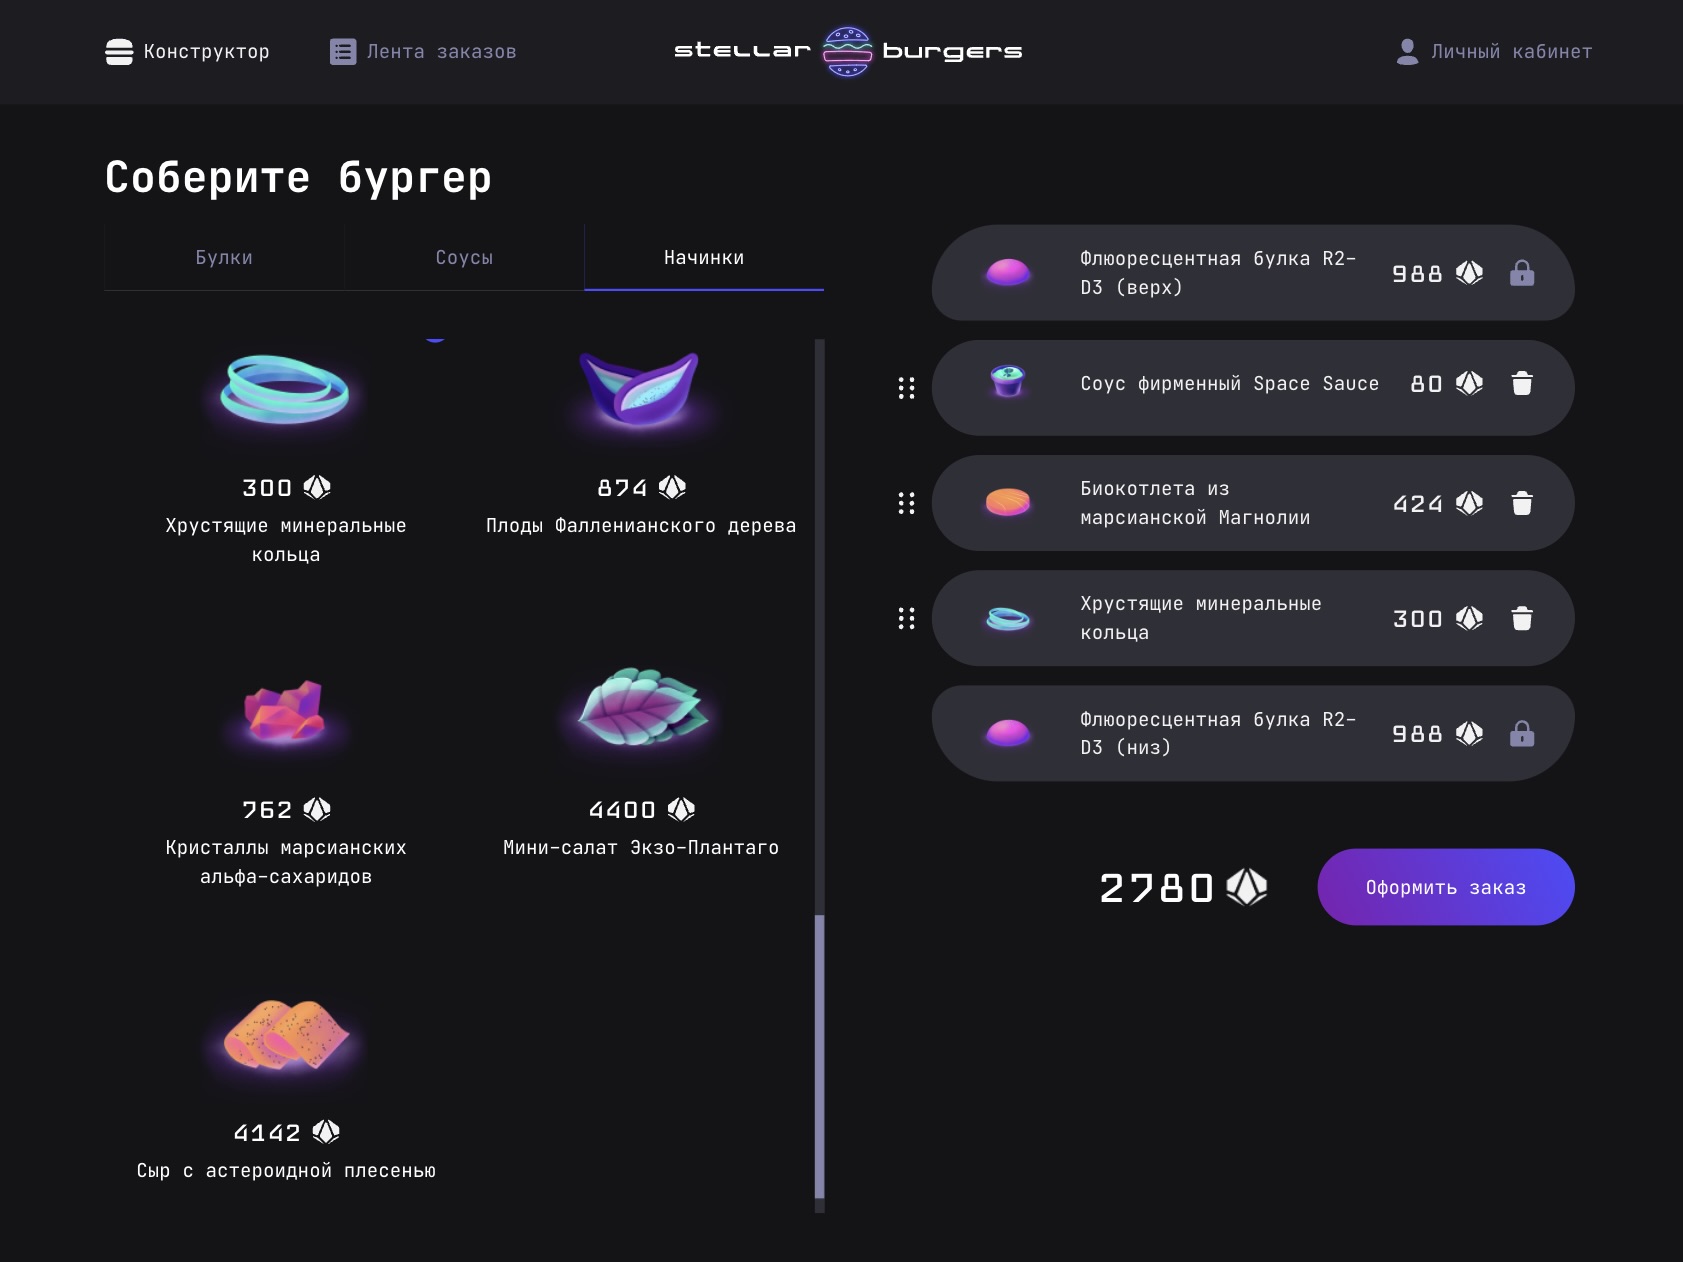 Конструктор
Лента заказов
stellar burgers
Личный кабинет
Соберите бургер
Булки
Соусы
Начинки
300
Хрустящие минеральные
кольца
874
Плоды Фалленианского дерева
762
Кристаллы марсианских
альфа-сахаридов
4400
Мини-салат Экзо-Плантаго
4142
Сыр с астероидной плесенью
Флюоресцентная булка R2-
D3 (верх)
988
Соус фирменный Space Sauce
80
Биокотлета из
марсианской Магнолии
424
Хрустящие минеральные
кольца
300
Флюоресцентная булка R2-
D3 (низ)
988
2780
Оформить заказ